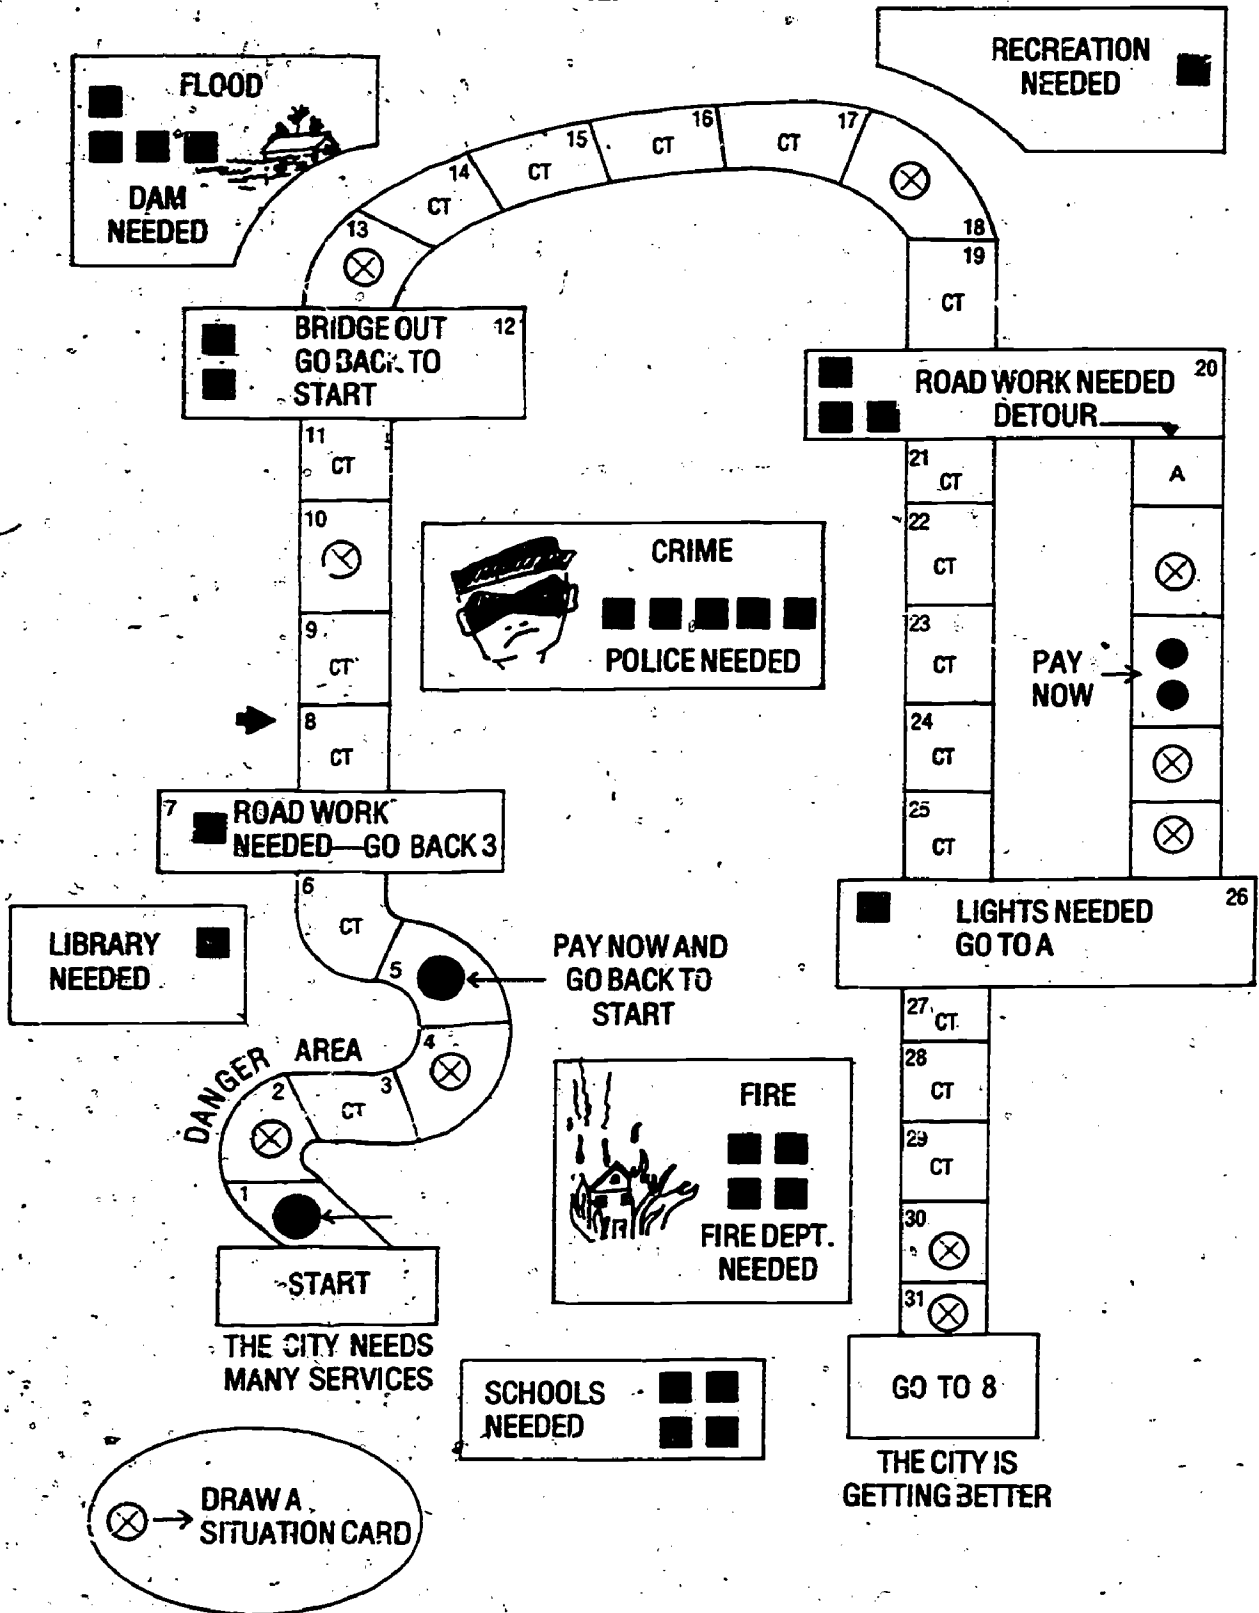 FLOOD
DAM
NEEDED
RECREATION
NEEDED
13
14
CT
15
CT
16
CT
17
CT
18
19
CT
BRIDGE OUT
GO BACK TO
START
12
20
ROAD WORK NEEDED
DETOUR
11
CT
10
9
CT
8
CT
CRIME
POLICE NEEDED
21
CT
22
CT
23
CT
24
CT
25
CT
A
PAY
NOW
7
ROAD WORK
NEEDED—GO BACK 3
26
LIGHTS NEEDED
GO TO A
6
CT
5
PAY NOW AND
GO BACK TO
START
LIBRARY
NEEDED
DANGER AREA
4
3
CT
2
1
START
THE CITY NEEDS
MANY SERVICES
FIRE
FIRE DEPT.
NEEDED
27
CT
28
CT
29
CT
30
31
GO TO 8
THE CITY IS
GETTING BETTER
SCHOOLS
NEEDED
DRAW A
SITUATION CARD